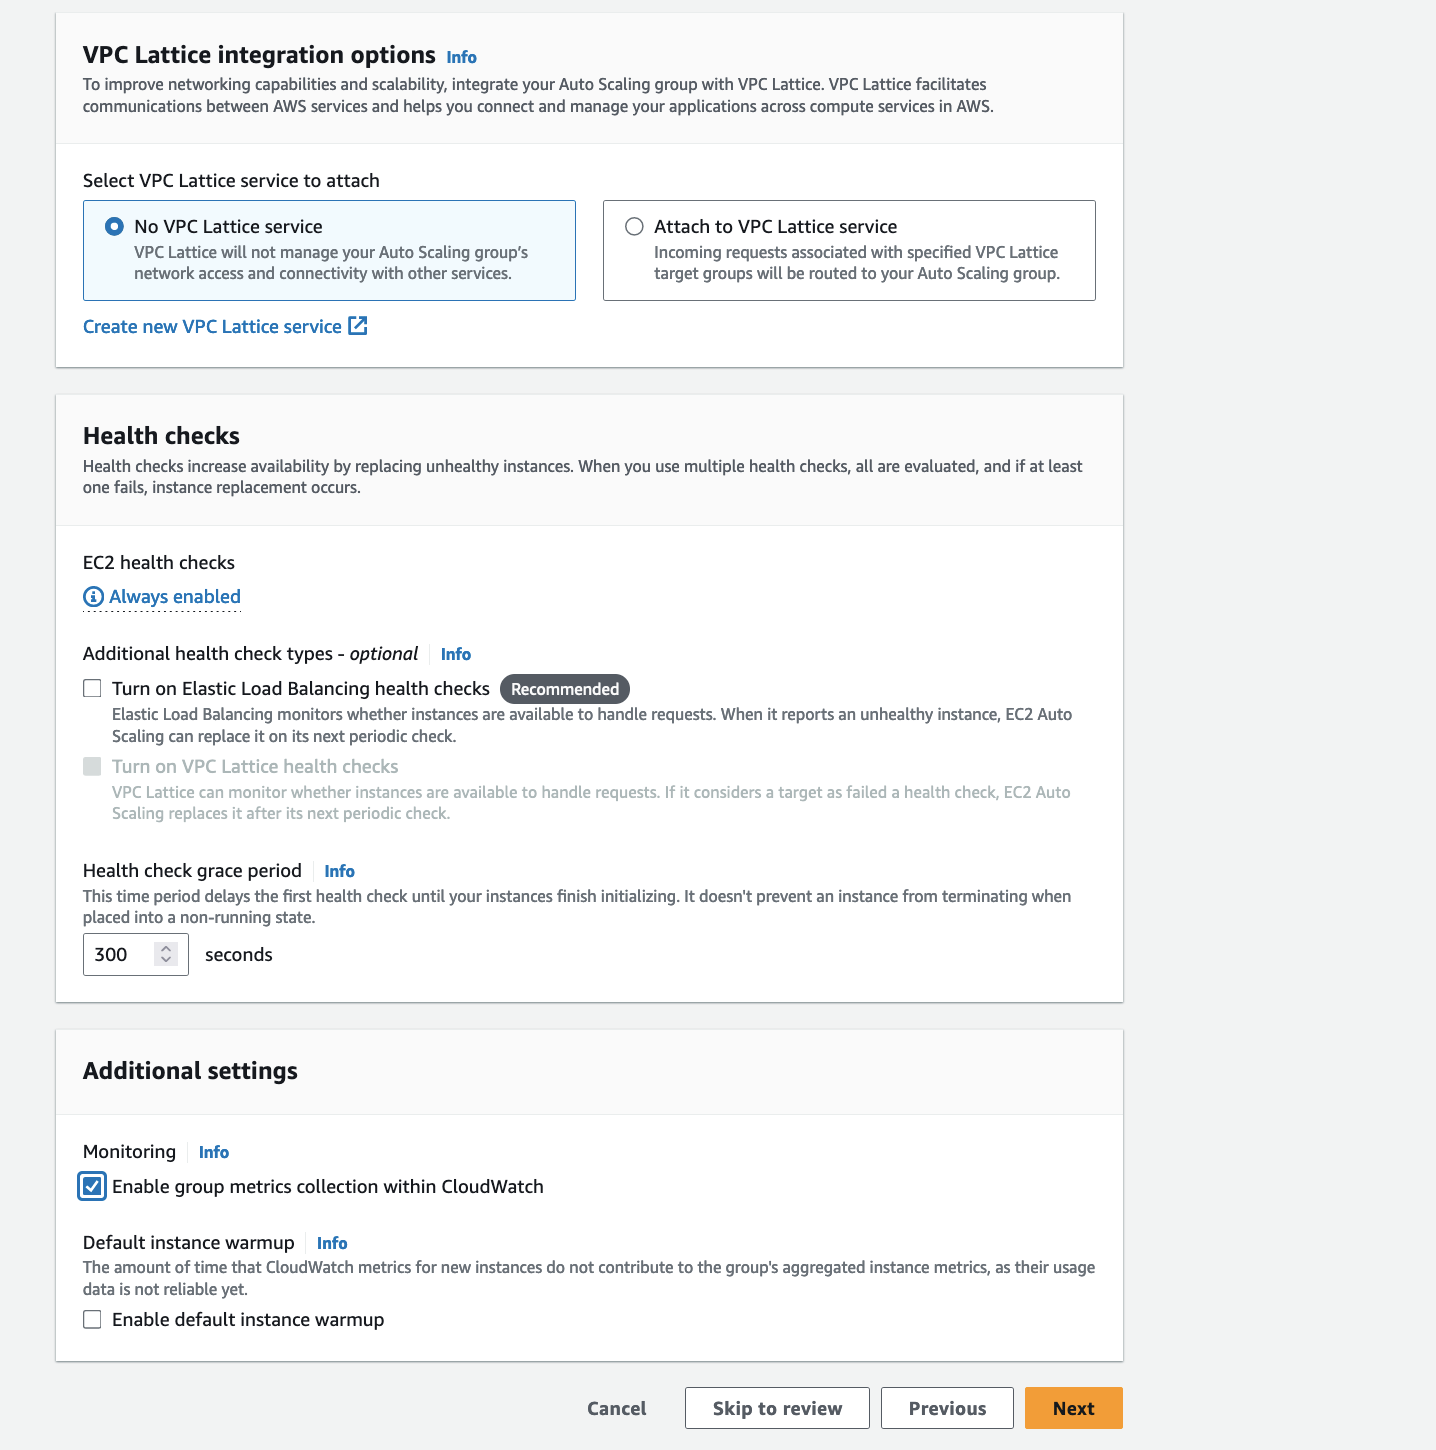 VPC Lattice integration options Info
To improve networking capabilities and scalability, integrate your Auto Scaling group with VPC Lattice. VPC Lattice facilitates
communications between AWS services and helps you connect and manage your applications across compute services in AWS.
Select VPC Lattice service to attach
No VPC Lattice service
VPC Lattice will not manage your Auto Scaling group's
network access and connectivity with other services.
Attach to VPC Lattice service
Incoming requests associated with specified VPC Lattice
target groups will be routed to your Auto Scaling group.
Create new VPC Lattice service
Health checks
Health checks increase availability by replacing unhealthy instances. When you use multiple health checks, all are evaluated, and if at least
one fails, instance replacement occurs.
EC2 health checks
Always enabled
Additional health check types - optional Info
Turn on Elastic Load Balancing health checks Recommended
Elastic Load Balancing monitors whether instances are available to handle requests. When it reports an unhealthy instance, EC2 Auto
Scaling can replace it on its next periodic check.
Turn on VPC Lattice health checks
VPC Lattice can monitor whether instances are available to handle requests. If it considers a target as failed a health check, EC2 Auto
Scaling replaces it after its next periodic check.
Health check grace period Info
This time period delays the first health check until your instances finish initializing. It doesn't prevent an instance from terminating when
placed into a non-running state.
300 seconds
Additional settings
Monitoring Info
Enable group metrics collection within CloudWatch
Default instance warmup Info
The amount of time that CloudWatch metrics for new instances do not contribute to the group's aggregated instance metrics, as their usage
data is not reliable yet.
Enable default instance warmup
Cancel Skip to review Previous Next